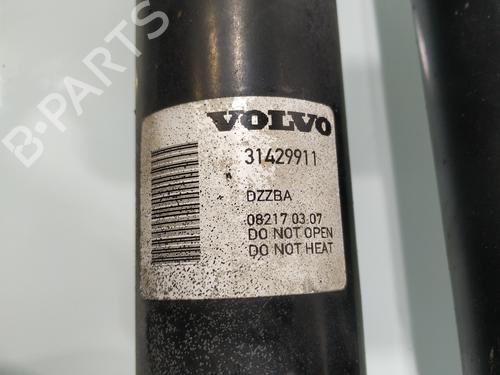 B-PARTS
VOLVO
31429911
DZZBA
08217 03.07
DO NOT OPEN
DO NOT HEAT